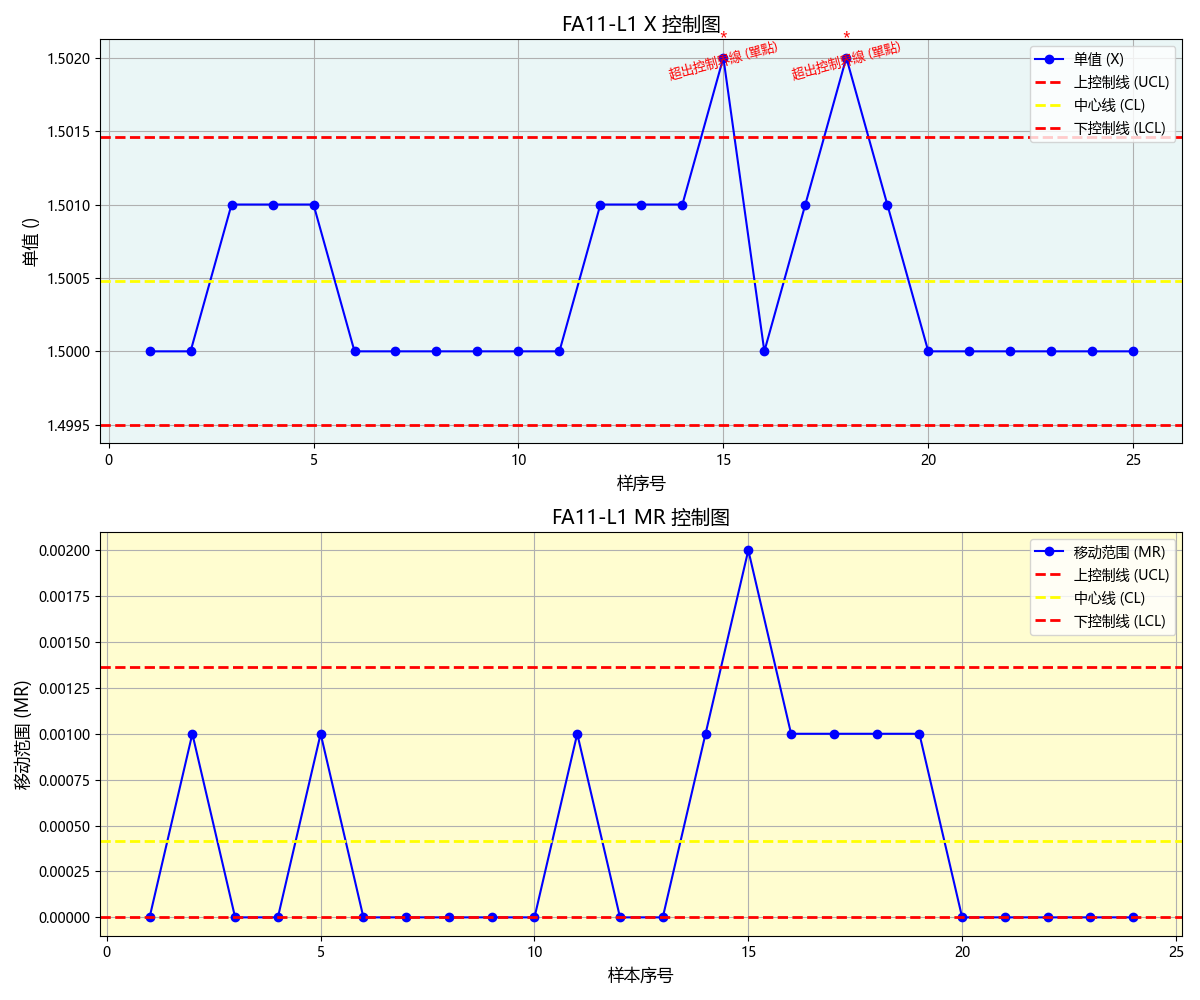 FA11-L1 X 控制图
*
*
超出控制界線 (單點)
超出控制界線 (單點)
单值 (X)
上控制线 (UCL)
中心线 (CL)
下控制线 (LCL)
单值 ()
1.5020
1.5015
1.5010
1.5005
1.5000
1.4995
0
5
10
15
20
25
样序号
FA11-L1 MR 控制图
移动范围 (MR)
上控制线 (UCL)
中心线 (CL)
下控制线 (LCL)
移动范围 (MR)
0.00200
0.00175
0.00150
0.00125
0.00100
0.00075
0.00050
0.00025
0.00000
0
5
10
15
20
25
样本序号